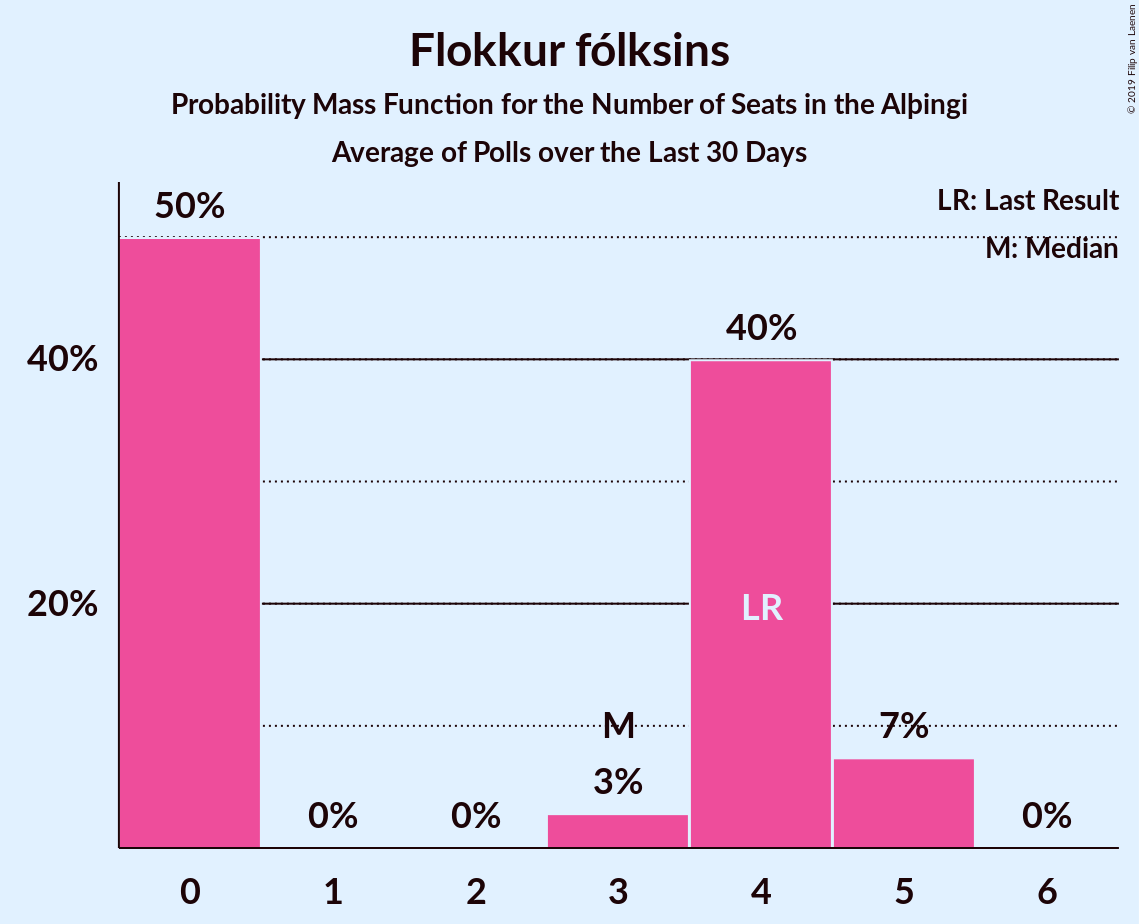 Flokkur fólksins
Probability Mass Function for the Number of Seats in the Alþingi
Average of Polls over the Last 30 Days
© 2019 Filip van Laenen
LR: Last Result
M: Median
50%
40%
40%
20%
LR
M
7%
3%
0%
0%
0%
0
1
2
3
4
5
6